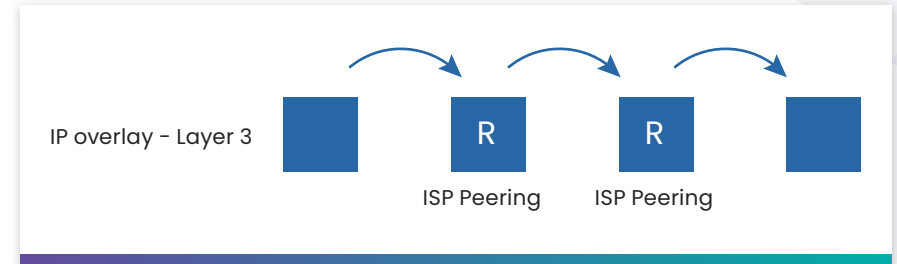 IP overlay - Layer 3
R
R
ISP Peering
ISP Peering